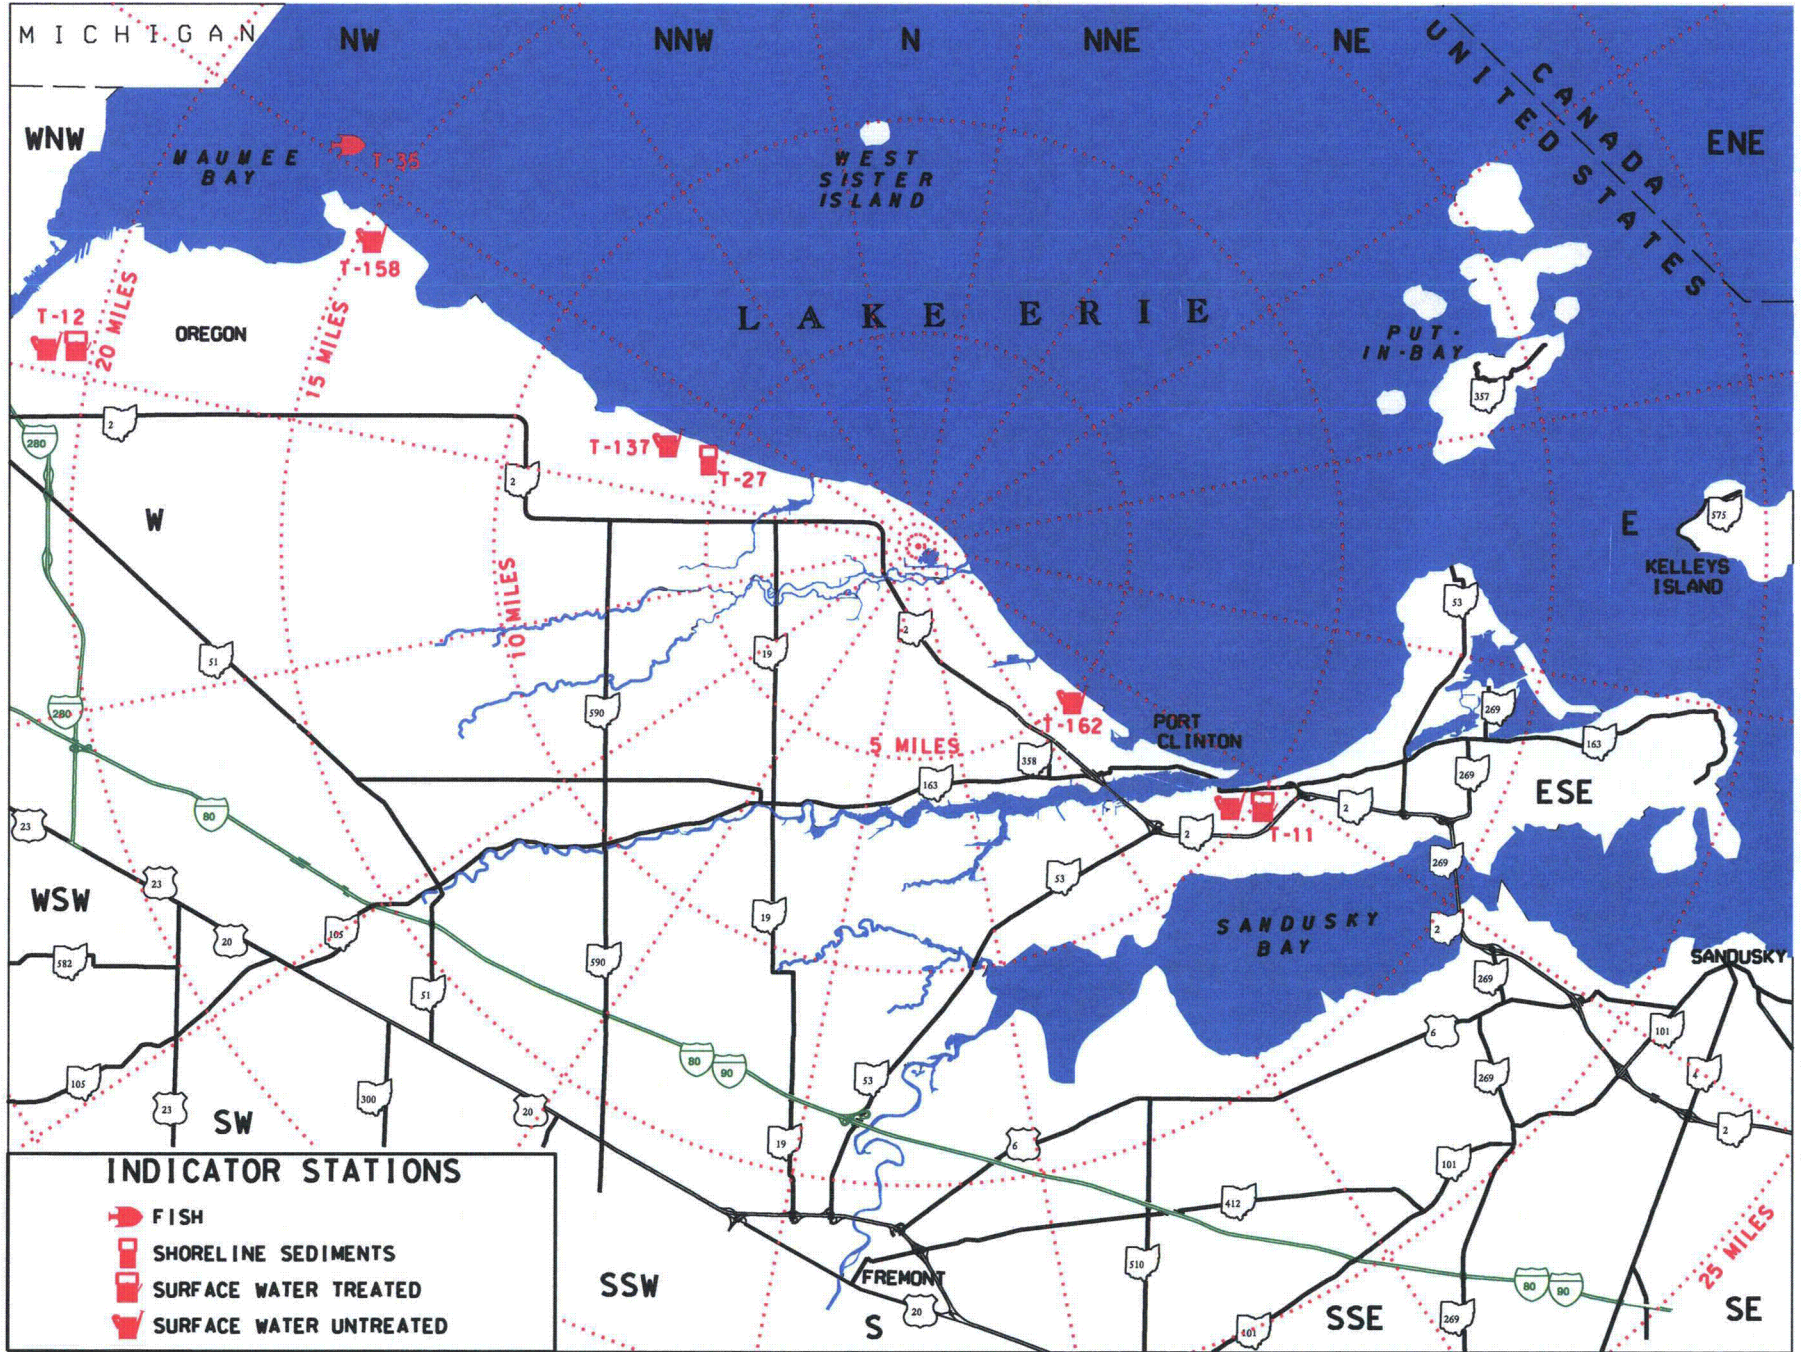 MICHIGAN
NW
NNW
N
NNE
NE
CANADA
UNITED STATES
WNW
MAUMEE
BAY
T-35
WEST
SISTER
ISLAND
ENE
T-158
T-12
20 MILES
OREGON
15 MILES
LAKE ERIE
PUT-
IN-BAY
357
2
280
T-137
T-27
2
W
E
575
KELLEYS
ISLAND
10 MILES
53
51
19
2
280
590
T-162
5 MILES
PORT
CLINTON
269
163
358
163
269
ESE
80
23
2
2
T-11
269
WSW
23
53
19
20
105
SANDUSKY
BAY
2
582
590
SANDUSKY
51
269
6
101
80
90
53
269
4
105
23
300
20
SW
19
6
2
101
INDICATOR STATIONS
FISH
SHORELINE SEDIMENTS
SURFACE WATER TREATED
SURFACE WATER UNTREATED
412
510
25 MILES
SSW
FREMONT
80
90
20
S
101
SSE
269
SE